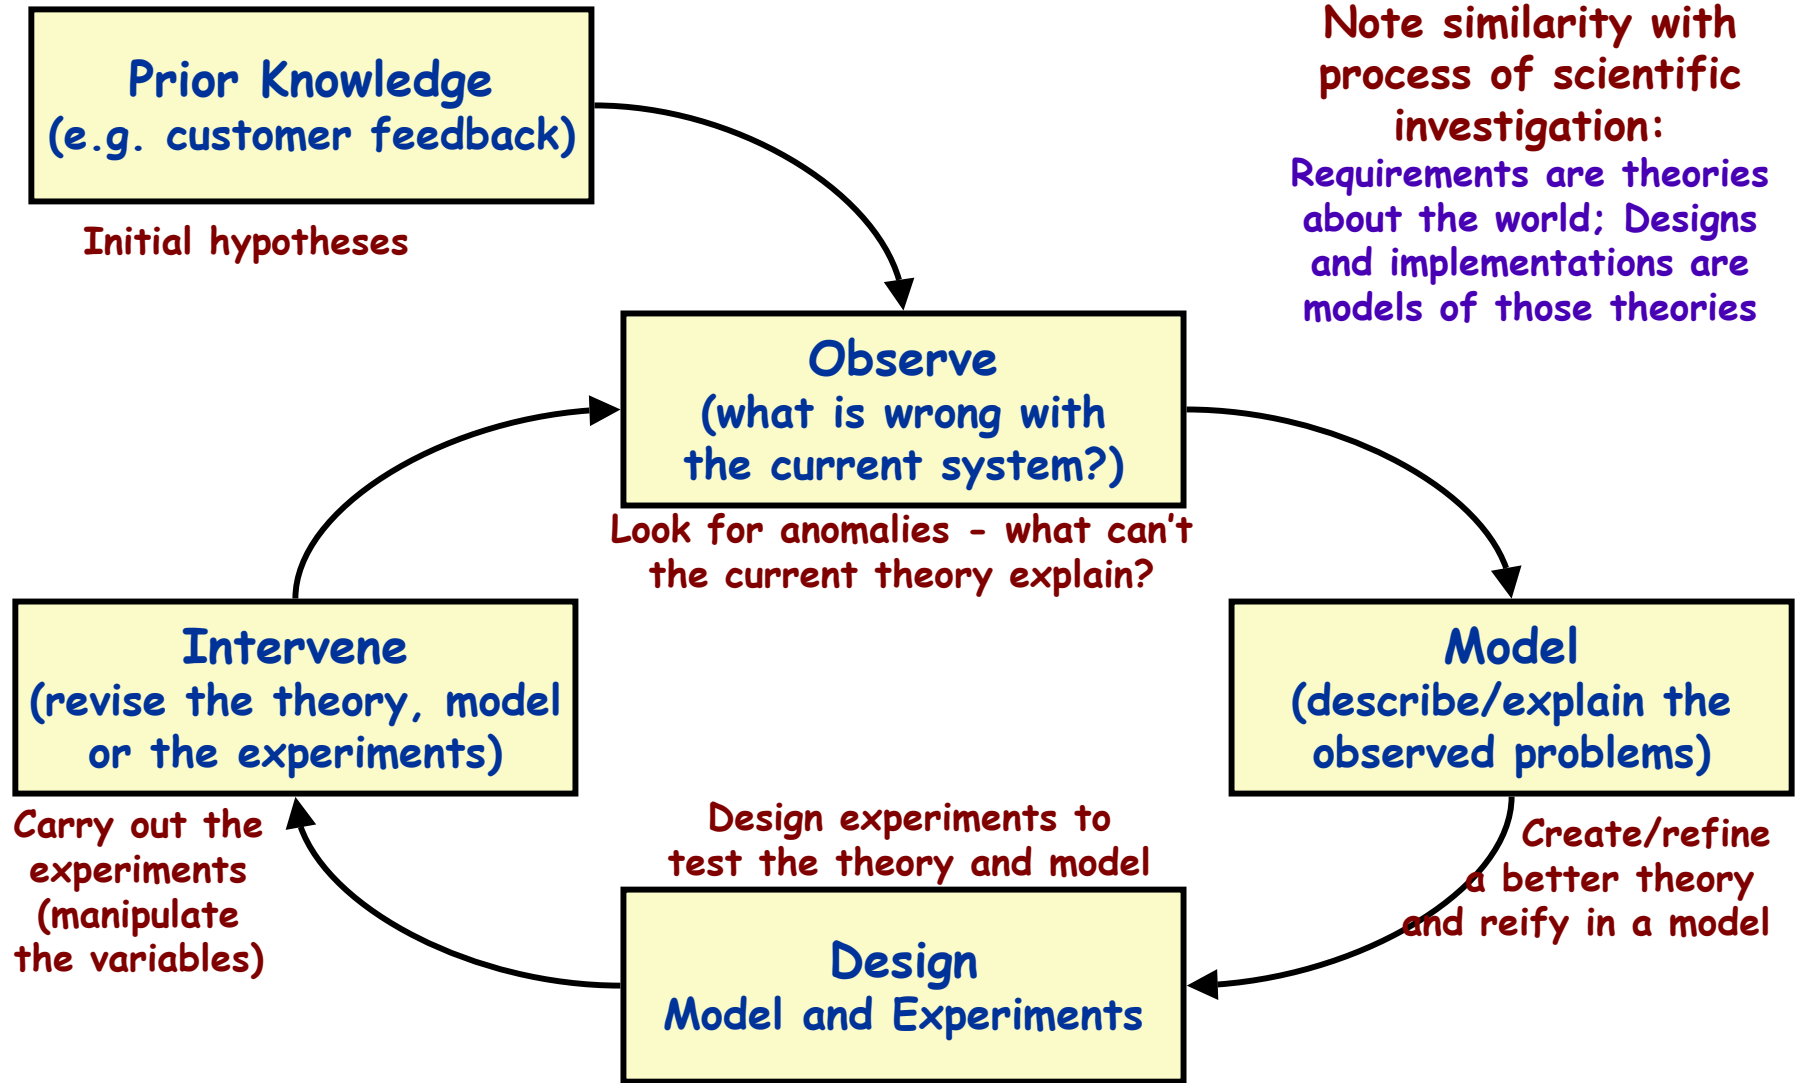 Prior Knowledge
(e.g. customer feedback)
Initial hypotheses
Note similarity with
process of scientific
investigation:
Requirements are theories
about the world; Designs
and implementations are
models of those theories
Observe
(what is wrong with
the current system?)
Look for anomalies - what can't
the current theory explain?
Intervene
(revise the theory, model
or the experiments)
Carry out the
experiments
(manipulate
the variables)
Model
(describe/explain the
observed problems)
Create/refine
a better theory
and reify in a model
Design experiments to
test the theory and model
Design
Model and Experiments